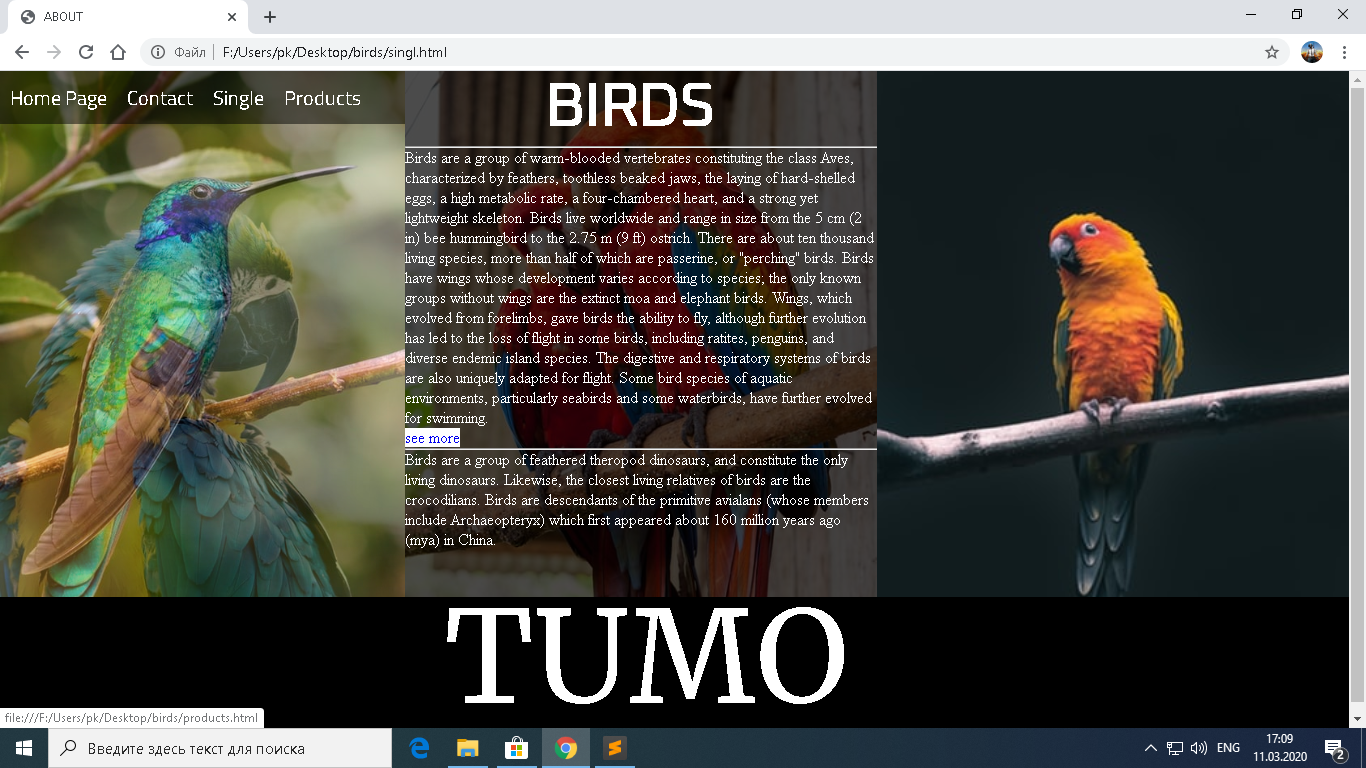 ABOUT
Файл
F:/Users/pk/Desktop/birds/singl.html
Home Page Contact Single Products
BIRDS
Birds are a group of warm-blooded vertebrates constituting the class Aves,
characterized by feathers, toothless beaked jaws, the laying of hard-shelled
eggs, a high metabolic rate, a four-chambered heart, and a strong yet
lightweight skeleton. Birds live worldwide and range in size from the 5 cm (2
in) bee hummingbird to the 2.75 m (9 ft) ostrich. There are about ten thousand
living species, more than half of which are passerine, or "perching" birds. Birds
have wings whose development varies according to species; the only known
groups without wings are the extinct moa and elephant birds. Wings, which
evolved from forelimbs, gave birds the ability to fly, although further evolution
has led to the loss of flight in some birds, including ratites, penguins, and
diverse endemic island species. The digestive and respiratory systems of birds
are also uniquely adapted for flight. Some bird species of aquatic
environments, particularly seabirds and some waterbirds, have further evolved
for swimming.
see more
Birds are a group of feathered theropod dinosaurs, and constitute the only
living dinosaurs. Likewise, the closest living relatives of birds are the
crocodilians. Birds are descendants of the primitive avialans (whose members
include Archaeopteryx) which first appeared about 160 million years ago
(mya) in China.
TUMO
file:///F:/Users/pk/Desktop/birds/products.html
Введите здесь текст для поиска
ENG
17:09
11.03.2020
2